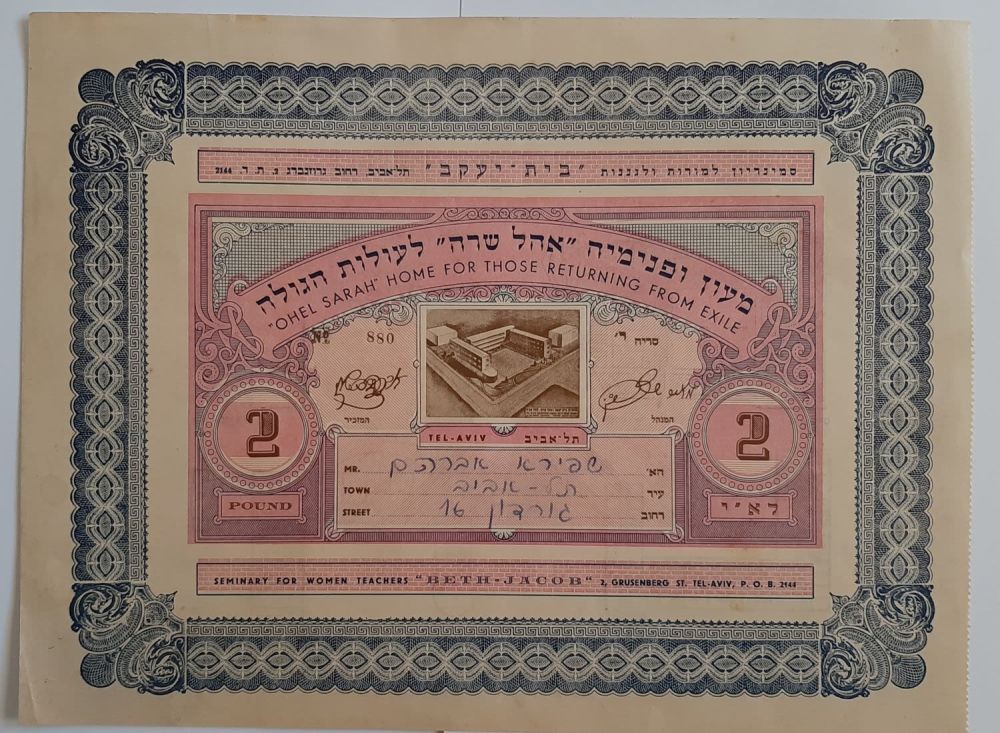 סמינריון למורות ולגננות "בית-יעקב" תל-אביב, רחוב גרוזנברג 2, ת. ד. 2144
מעון ופנימיה "אהל שרה" לעולות הגולה
"OHEL SARAH" HOME FOR THOSE RETURNING FROM EXILE
סריה ד'
№ 880
המנהל
המזכיר
TEL-AVIV תל-אביב
2
2
MR. שפירא אברהם הא'
TOWN תל-אביב עיר
STREET גורדון 16 רחוב
POUND
לא"י
SEMINARY FOR WOMEN TEACHERS "BETH-JACOB" 2, GRUSENBERG ST. TEL-AVIV, P. O. B. 2144